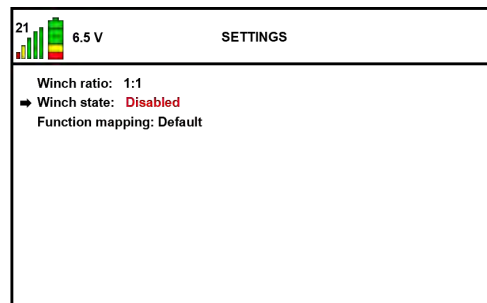 21
6.5 V
SETTINGS
Winch ratio: 1:1
Winch state: Disabled
Function mapping: Default